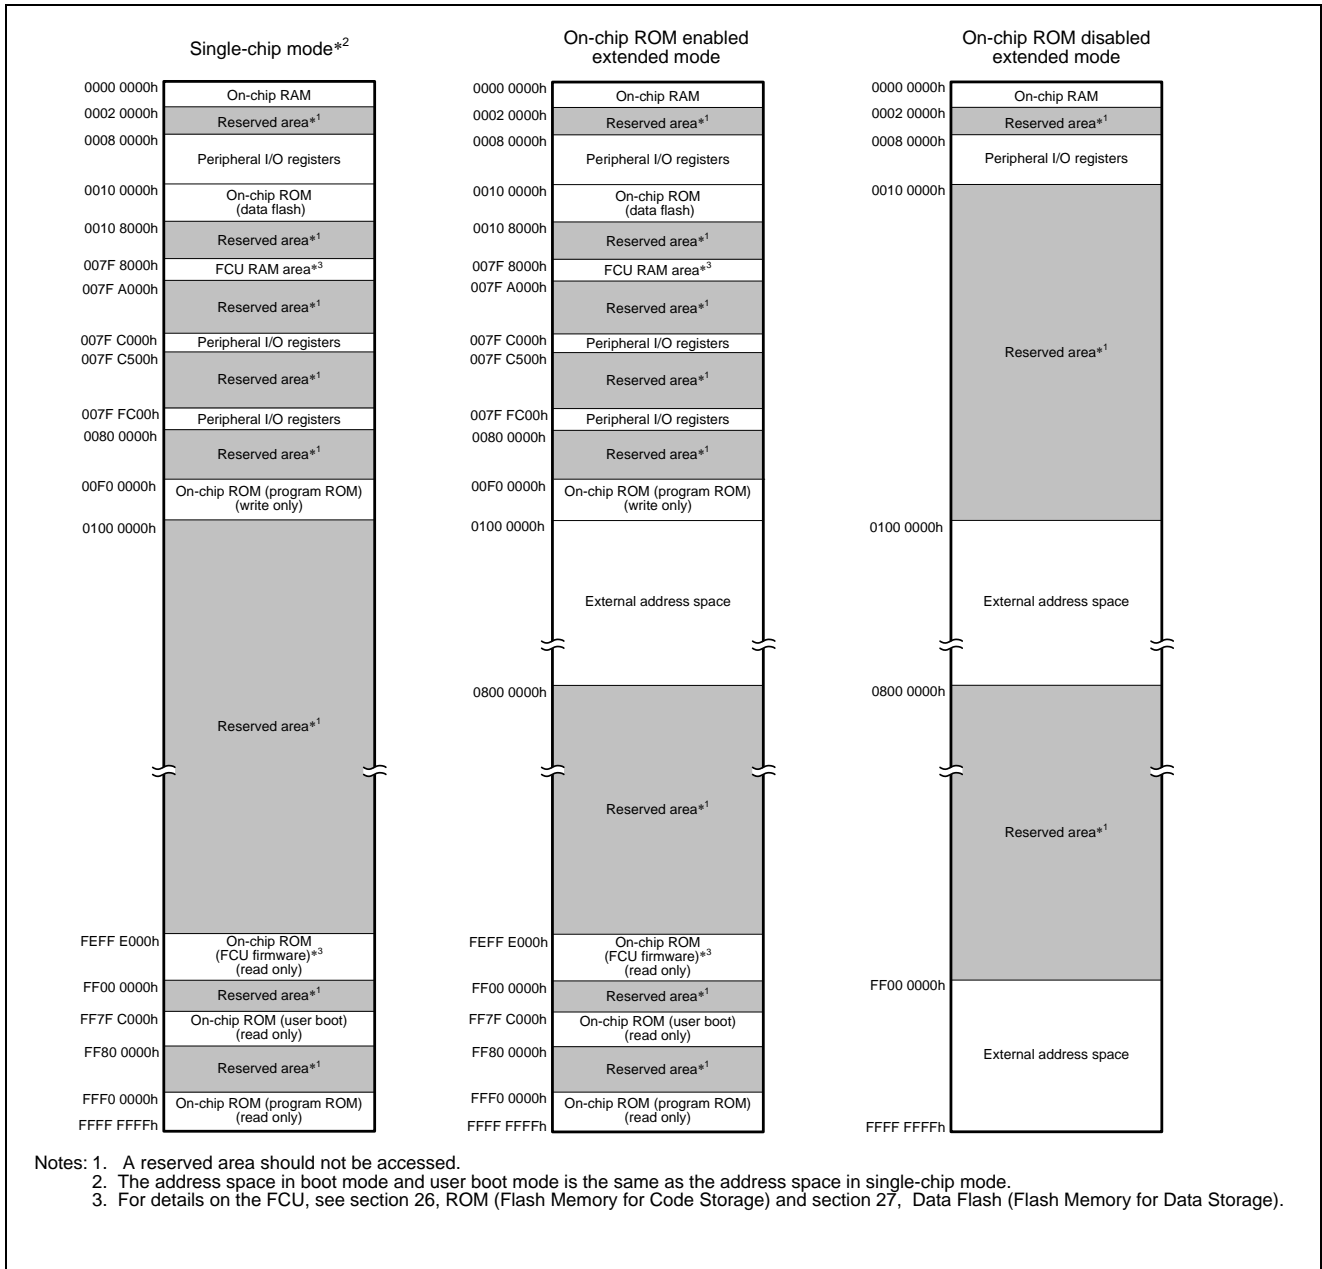 Single-chip mode*2
0000 0000h
On-chip RAM
0002 0000h
Reserved area*1
0008 0000h
Peripheral I/O registers
0010 0000h
On-chip ROM
(data flash)
0010 8000h
Reserved area*1
007F 8000h
FCU RAM area*3
007F A000h
Reserved area*1
007F C000h
Peripheral I/O registers
007F C500h
Reserved area*1
007F FC00h
Peripheral I/O registers
0080 0000h
Reserved area*1
00F0 0000h
On-chip ROM (program ROM)
(write only)
0100 0000h
Reserved area*1
FEFF E000h
On-chip ROM
(FCU firmware)*3
(read only)
FF00 0000h
Reserved area*1
FF7F C000h
On-chip ROM (user boot)
(read only)
FF80 0000h
Reserved area*1
FFF0 0000h
On-chip ROM (program ROM)
(read only)
FFFF FFFFh
On-chip ROM enabled
extended mode
0000 0000h
On-chip RAM
0002 0000h
Reserved area*1
0008 0000h
Peripheral I/O registers
0010 0000h
On-chip ROM
(data flash)
0010 8000h
Reserved area*1
007F 8000h
FCU RAM area*3
007F A000h
Reserved area*1
007F C000h
Peripheral I/O registers
007F C500h
Reserved area*1
007F FC00h
Peripheral I/O registers
0080 0000h
Reserved area*1
00F0 0000h
On-chip ROM (program ROM)
(write only)
0100 0000h
External address space
0800 0000h
Reserved area*1
FEFF E000h
On-chip ROM
(FCU firmware)*3
(read only)
FF00 0000h
Reserved area*1
FF7F C000h
On-chip ROM (user boot)
(read only)
FF80 0000h
Reserved area*1
FFF0 0000h
On-chip ROM (program ROM)
(read only)
FFFF FFFFh
On-chip ROM disabled
extended mode
0000 0000h
On-chip RAM
0002 0000h
Reserved area*1
0008 0000h
Peripheral I/O registers
0010 0000h
Reserved area*1
0100 0000h
External address space
0800 0000h
Reserved area*1
FF00 0000h
External address space
FFFF FFFFh
Notes: 1. A reserved area should not be accessed.
2. The address space in boot mode and user boot mode is the same as the address space in single-chip mode.
3. For details on the FCU, see section 26, ROM (Flash Memory for Code Storage) and section 27, Data Flash (Flash Memory for Data Storage).